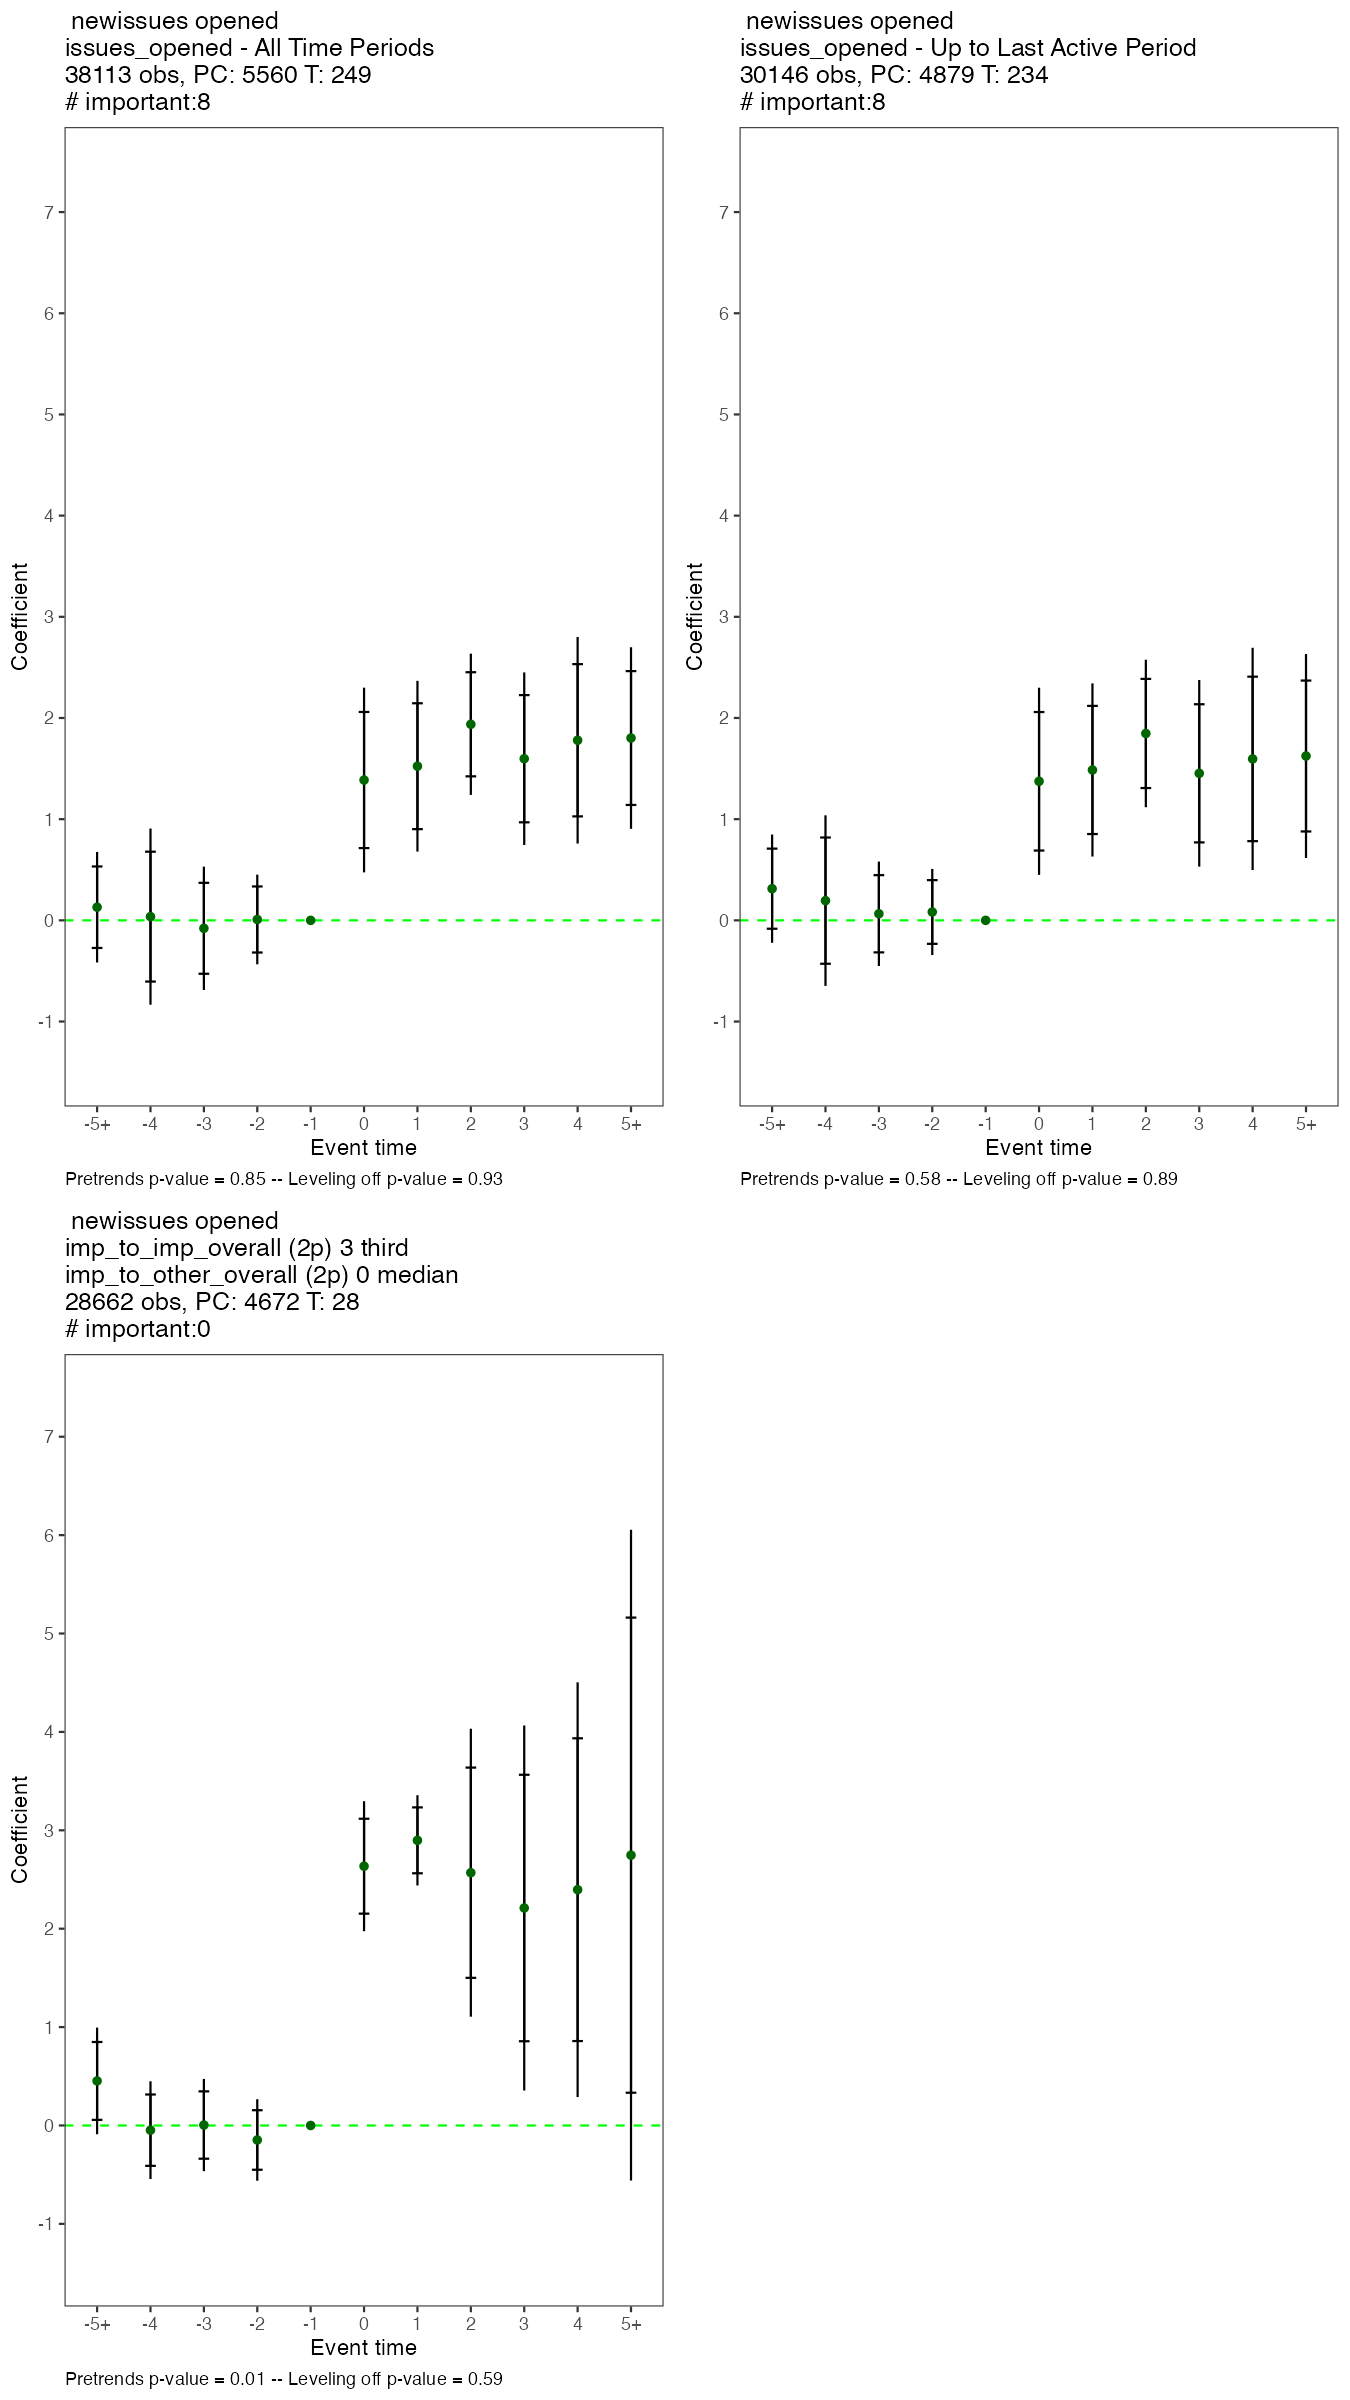 newissues opened
issues_opened - All Time Periods
38113 obs, PC: 5560 T: 249
# important:8
7
6
5
4
3
2
1
0
-1
Coefficient
-5+ -4 -3 -2 -1 0 1 2 3 4 5+
Event time
Pretrends p-value = 0.85 -- Leveling off p-value = 0.93
newissues opened
issues_opened - Up to Last Active Period
30146 obs, PC: 4879 T: 234
# important:8
7
6
5
4
3
2
1
0
-1
Coefficient
-5+ -4 -3 -2 -1 0 1 2 3 4 5+
Event time
Pretrends p-value = 0.58 -- Leveling off p-value = 0.89
newissues opened
imp_to_imp_overall (2p) 3 third
imp_to_other_overall (2p) 0 median
28662 obs, PC: 4672 T: 28
# important:0
7
6
5
4
3
2
1
0
-1
Coefficient
-5+ -4 -3 -2 -1 0 1 2 3 4 5+
Event time
Pretrends p-value = 0.01 -- Leveling off p-value = 0.59